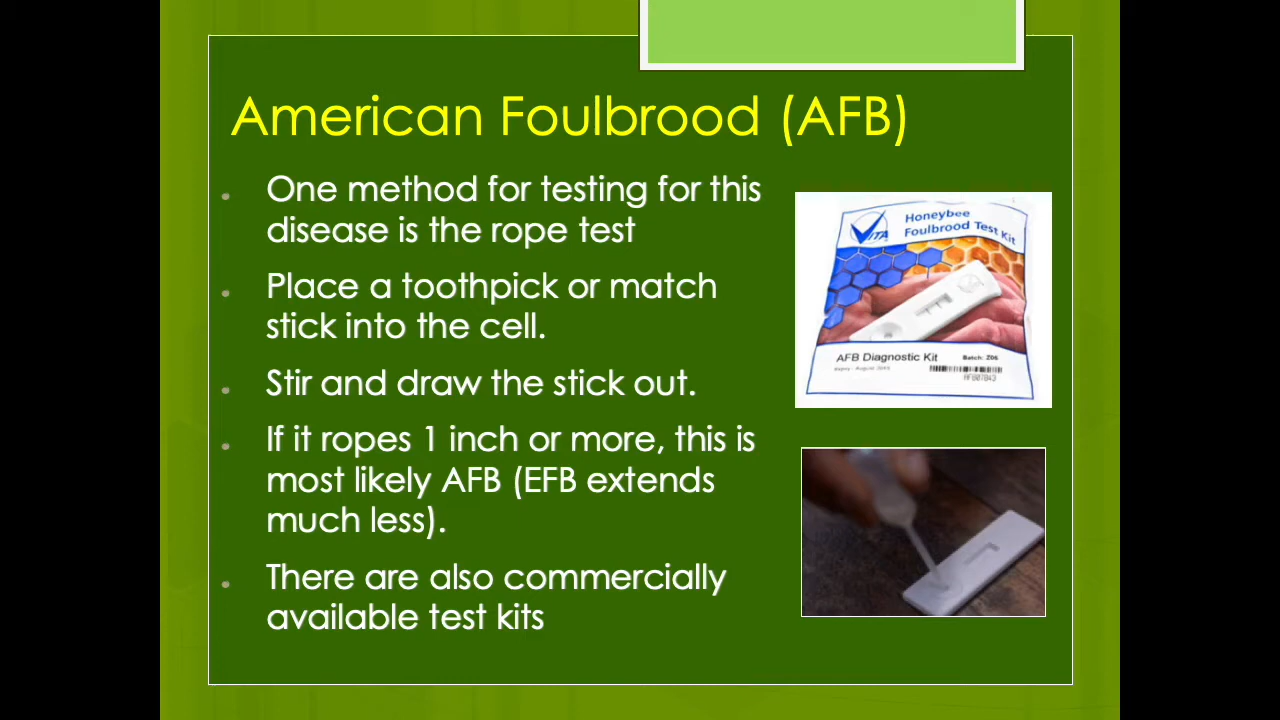 American Foulbrood (AFB)
One method for testing for this
disease is the rope test
Place a toothpick or match
stick into the cell.
Stir and draw the stick out.
If it ropes 1 inch or more, this is
most likely AFB (EFB extends
much less).
There are also commercially
available test kits
VITA
Honeybee
Foulbrood Test Kit
AFB Diagnostic Kit
Batch: Z06